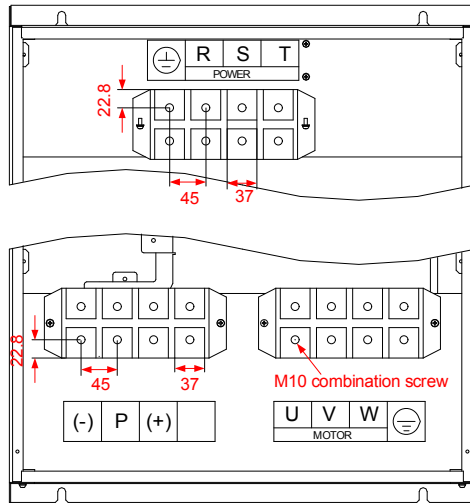 R S T
POWER
22.8
45 37
22.8
45 37
M10 combination screw
(-) P (+)
U V W
MOTOR